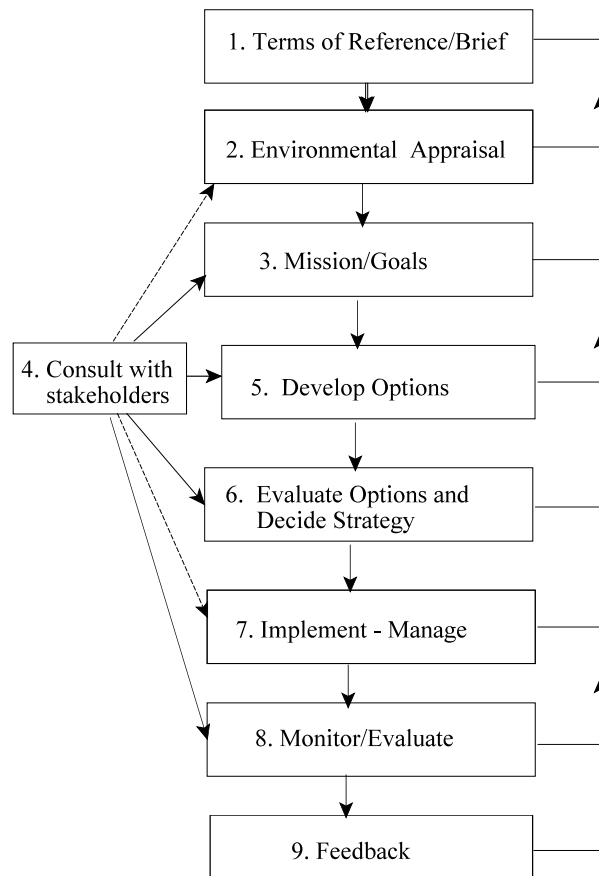 1. Terms of Reference/Brief
2. Environmental Appraisal
3. Mission/Goals
4. Consult with
stakeholders
5. Develop Options
6. Evaluate Options and
Decide Strategy
7. Implement - Manage
8. Monitor/Evaluate
9. Feedback